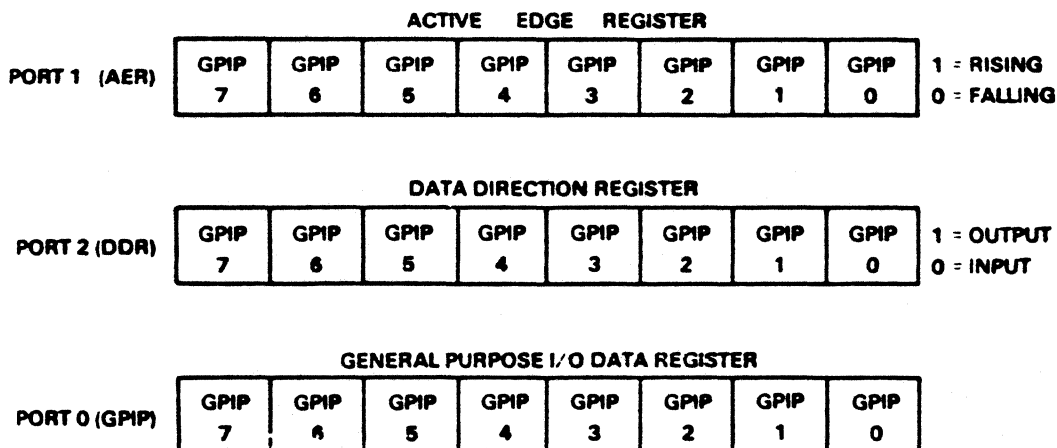 ACTIVE EDGE REGISTER
PORT 1 (AER) GPIP GPIP GPIP GPIP GPIP GPIP GPIP GPIP 1 = RISING
7 6 5 4 3 2 1 0 0 = FALLING
DATA DIRECTION REGISTER
PORT 2 (DDR) GPIP GPIP GPIP GPIP GPIP GPIP GPIP GPIP 1 = OUTPUT
7 6 5 4 3 2 1 0 0 = INPUT
GENERAL PURPOSE I/O DATA REGISTER
PORT 0 (GPIP) GPIP GPIP GPIP GPIP GPIP GPIP GPIP GPIP
7 6 5 4 3 2 1 0